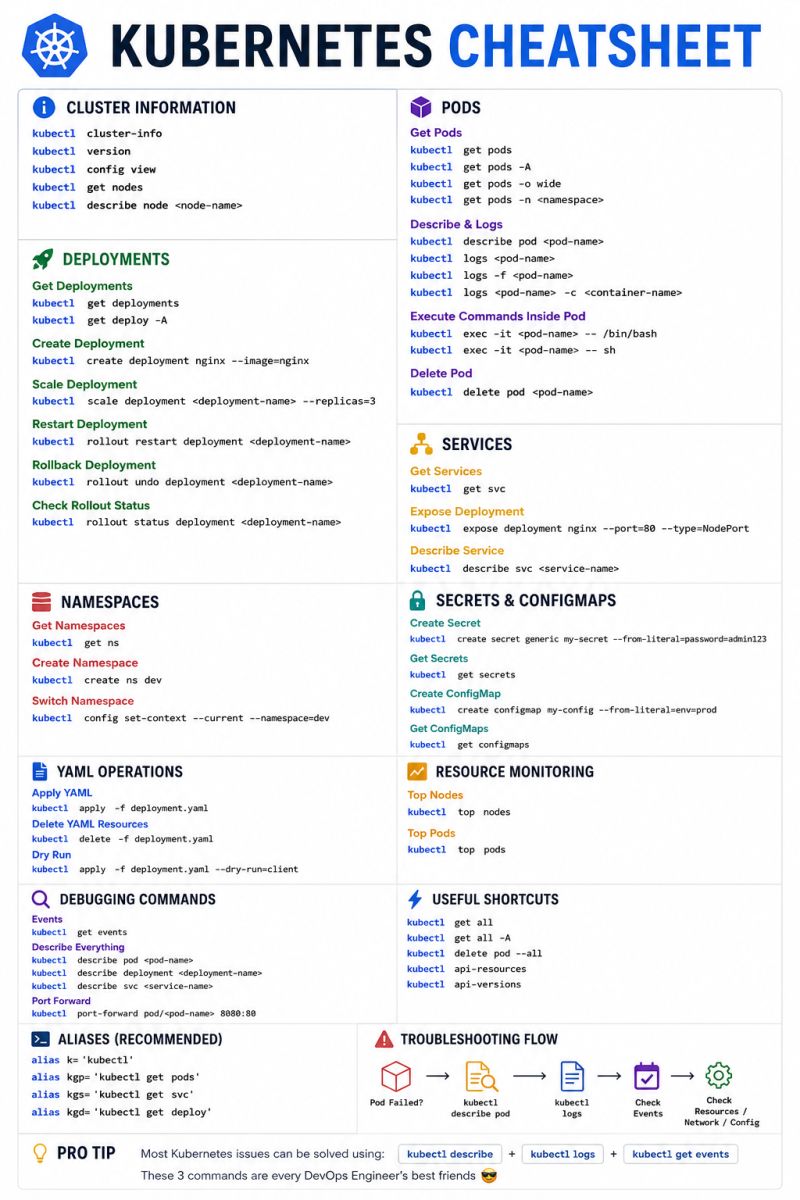 KUBERNETES CHEATSHEET
CLUSTER INFORMATION
kubectl cluster-info
kubectl version
kubectl config view
kubectl get nodes
kubectl describe node <node-name>
DEPLOYMENTS
Get Deployments
kubectl get deployments
kubectl get deploy -A
Create Deployment
kubectl create deployment nginx --image=nginx
Scale Deployment
kubectl scale deployment <deployment-name> --replicas=3
Restart Deployment
kubectl rollout restart deployment <deployment-name>
Rollback Deployment
kubectl rollout undo deployment <deployment-name>
Check Rollout Status
kubectl rollout status deployment <deployment-name>
PODS
Get Pods
kubectl get pods
kubectl get pods -A
kubectl get pods -o wide
kubectl get pods -n <namespace>
Describe & Logs
kubectl describe pod <pod-name>
kubectl logs <pod-name>
kubectl logs -f <pod-name>
kubectl logs <pod-name> -c <container-name>
Execute Commands Inside Pod
kubectl exec -it <pod-name> -- /bin/bash
kubectl exec -it <pod-name> -- sh
Delete Pod
kubectl delete pod <pod-name>
SERVICES
Get Services
kubectl get svc
Expose Deployment
kubectl expose deployment nginx --port=80 --type=NodePort
Describe Service
kubectl describe svc <service-name>
NAMESPACES
Get Namespaces
kubectl get ns
Create Namespace
kubectl create ns dev
Switch Namespace
kubectl config set-context --current --namespace=dev
SECRETS & CONFIGMAPS
Create Secret
kubectl create secret generic my-secret --from-literal=password=admin123
Get Secrets
kubectl get secrets
Create ConfigMap
kubectl create configmap my-config --from-literal=env=prod
Get ConfigMaps
kubectl get configmaps
YAML OPERATIONS
Apply YAML
kubectl apply -f deployment.yaml
Delete YAML Resources
kubectl delete -f deployment.yaml
Dry Run
kubectl apply -f deployment.yaml --dry-run=client
RESOURCE MONITORING
Top Nodes
kubectl top nodes
Top Pods
kubectl top pods
DEBUGGING COMMANDS
Events
kubectl get events
Describe Everything
kubectl describe pod <pod-name>
kubectl describe deployment <deployment-name>
kubectl describe svc <service-name>
Port Forward
kubectl port-forward pod/<pod-name> 8080:80
USEFUL SHORTCUTS
kubectl get all
kubectl get all -A
kubectl delete pod --all
kubectl api-resources
kubectl api-versions
ALIASES (RECOMMENDED)
alias k= 'kubectl'
alias kgp= 'kubectl get pods'
alias kgs= 'kubectl get svc'
alias kgd= 'kubectl get deploy'
TROUBLESHOOTING FLOW
Pod Failed?
kubectl
describe pod
kubectl
logs
Check
Events
Check
Resources /
Network / Config
PRO TIP
Most Kubernetes issues can be solved using: kubectl describe + kubectl logs + kubectl get events
These 3 commands are every DevOps Engineer's best friends 😎